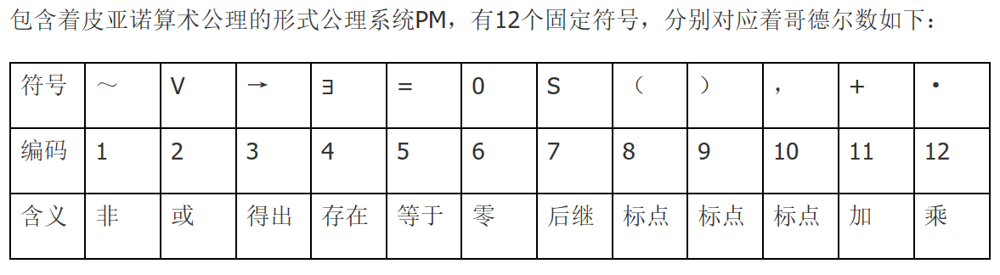 包含着皮亚诺算术公理的形式公理系统PM，有12个固定符号，分别对应着哥德尔数如下：
符号 ～ V → ∃ = 0 S （ ） ， + •
编码 1 2 3 4 5 6 7 8 9 10 11 12
含义 非 或 得出 存在 等于 零 后继 标点 标点 标点 加 乘